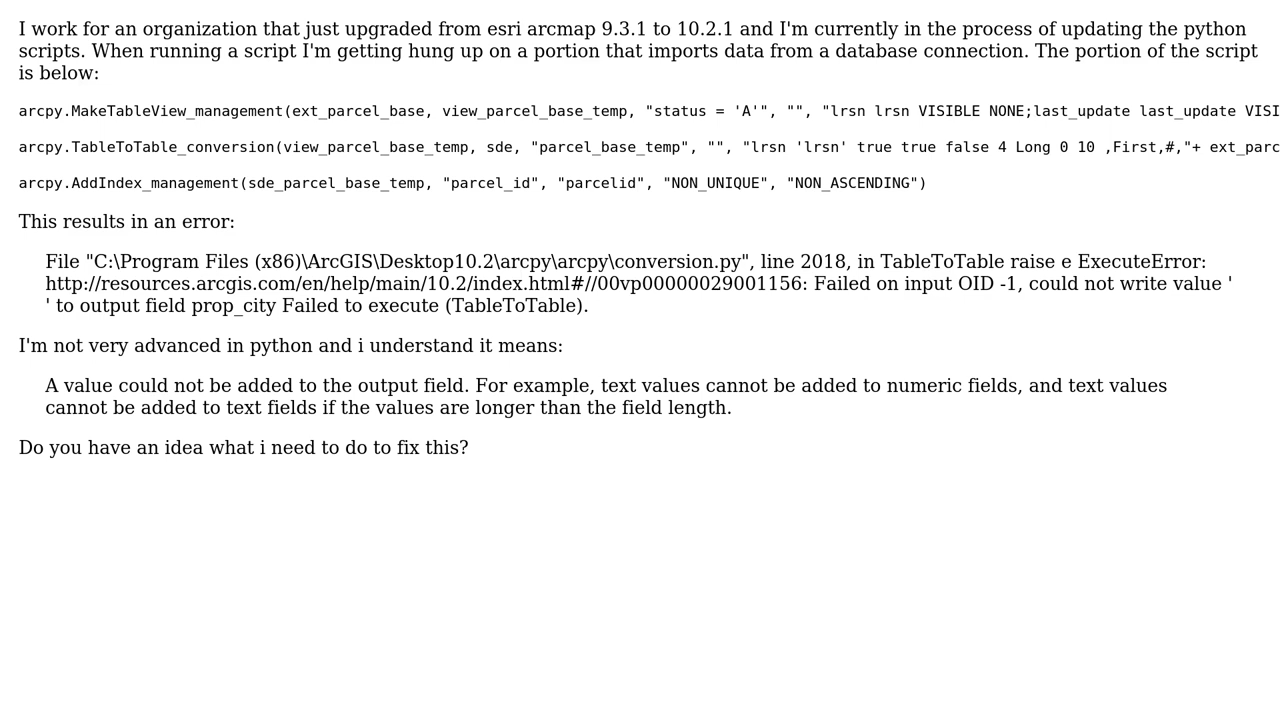 I work for an organization that just upgraded from esri arcmap 9.3.1 to 10.2.1 and I'm currently in the process of updating the python
scripts. When running a script I'm getting hung up on a portion that imports data from a database connection. The portion of the script
is below:
arcpy.MakeTableView_management(ext_parcel_base, view_parcel_base_temp, "status = 'A'", "", "lrsn lrsn VISIBLE NONE;last_update last_update VISI
arcpy.TableToTable_conversion(view_parcel_base_temp, sde, "parcel_base_temp", "", "lrsn 'lrsn' true true false 4 Long 0 10 ,First,#,"+ ext_parc
arcpy.AddIndex_management(sde_parcel_base_temp, "parcel_id", "parcelid", "NON_UNIQUE", "NON_ASCENDING")
This results in an error:
File "C:\Program Files (x86)\ArcGIS\Desktop10.2\arcpy\arcpy\conversion.py", line 2018, in TableToTable raise e ExecuteError:
http://resources.arcgis.com/en/help/main/10.2/index.html#//00vp00000029001156: Failed on input OID -1, could not write value '
' to output field prop_city Failed to execute (TableToTable).
I'm not very advanced in python and i understand it means:
A value could not be added to the output field. For example, text values cannot be added to numeric fields, and text values
cannot be added to text fields if the values are longer than the field length.
Do you have an idea what i need to do to fix this?